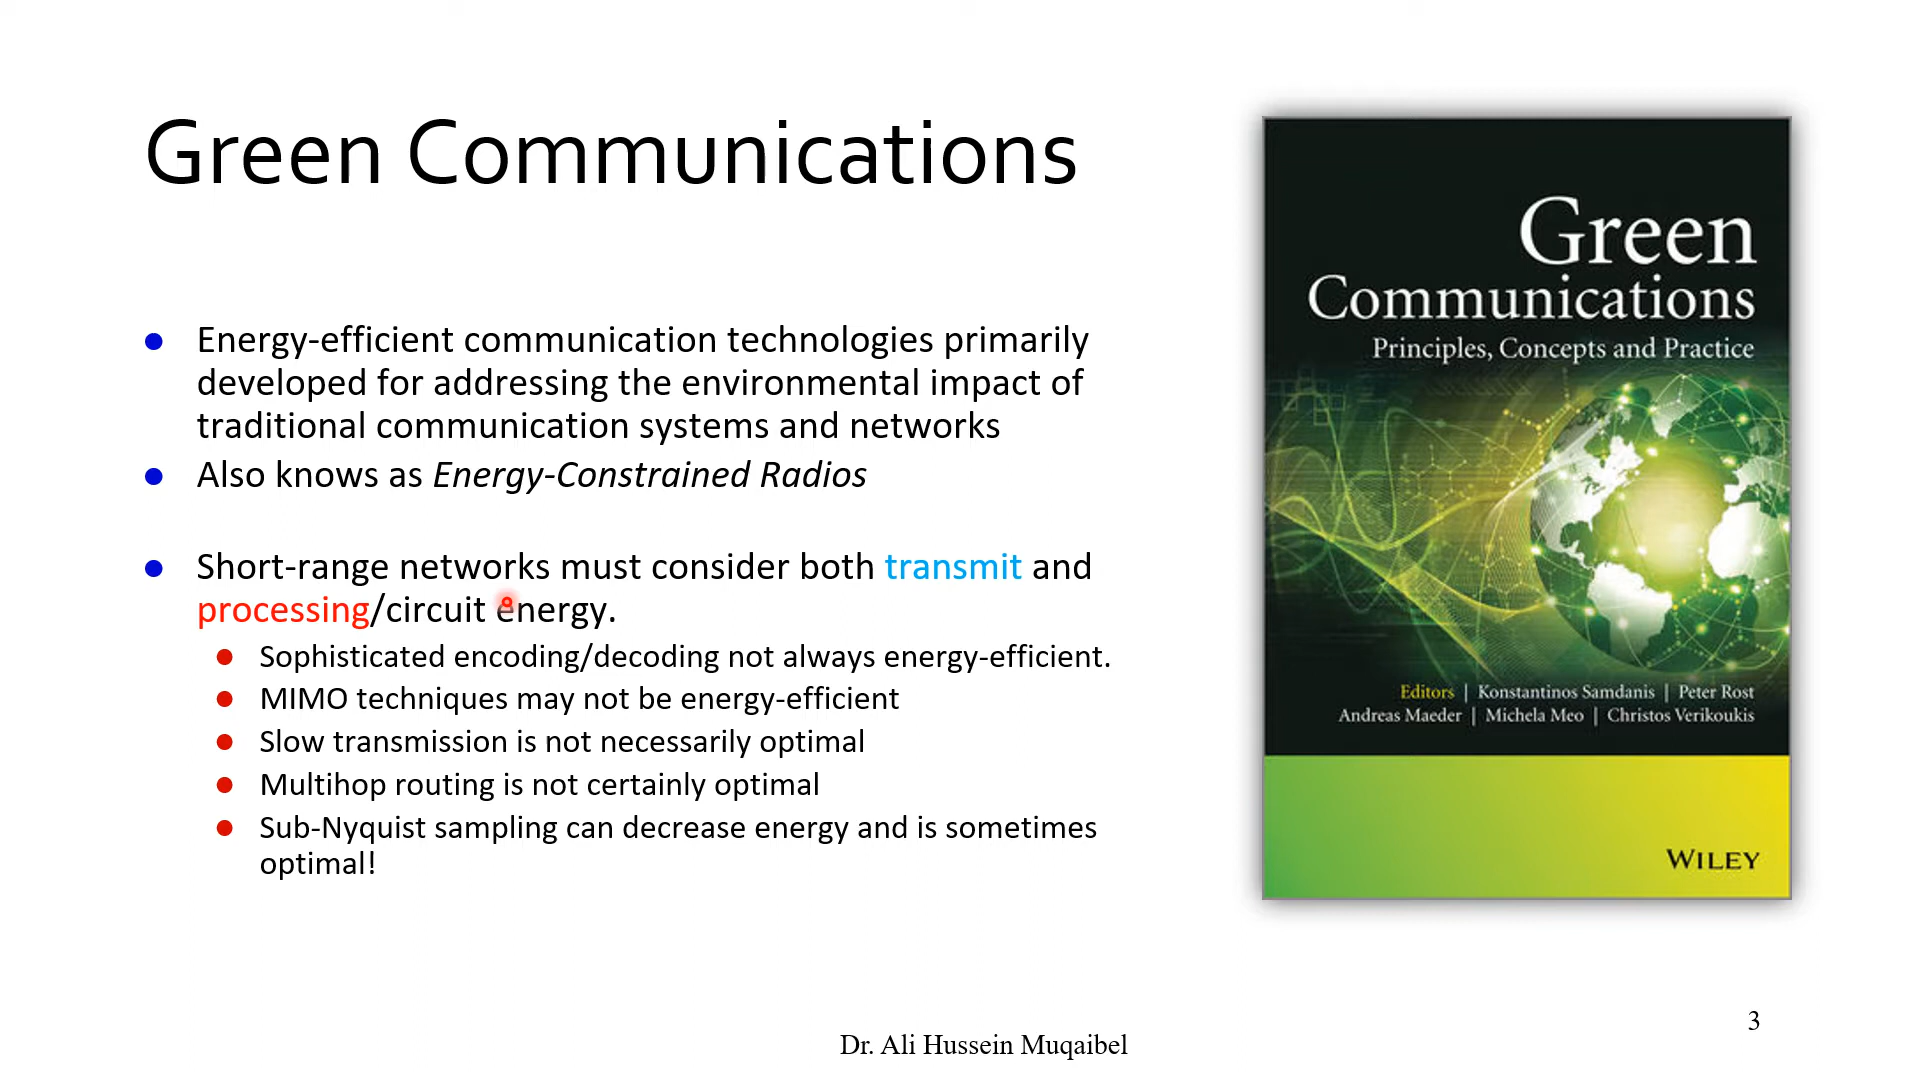 Green Communications
● Energy-efficient communication technologies primarily
developed for addressing the environmental impact of
traditional communication systems and networks
● Also knows as Energy-Constrained Radios
● Short-range networks must consider both transmit and
processing/circuit energy.
● Sophisticated encoding/decoding not always energy-efficient.
● MIMO techniques may not be energy-efficient
● Slow transmission is not necessarily optimal
● Multihop routing is not certainly optimal
● Sub-Nyquist sampling can decrease energy and is sometimes
optimal!
Green
Communications
Principles, Concepts and Practice
Editors | Konstantinos Samdanis | Peter Rost
Andreas Maeder | Michela Meo | Christos Verikoukis
WILEY
3
Dr. Ali Hussein Muqaibel